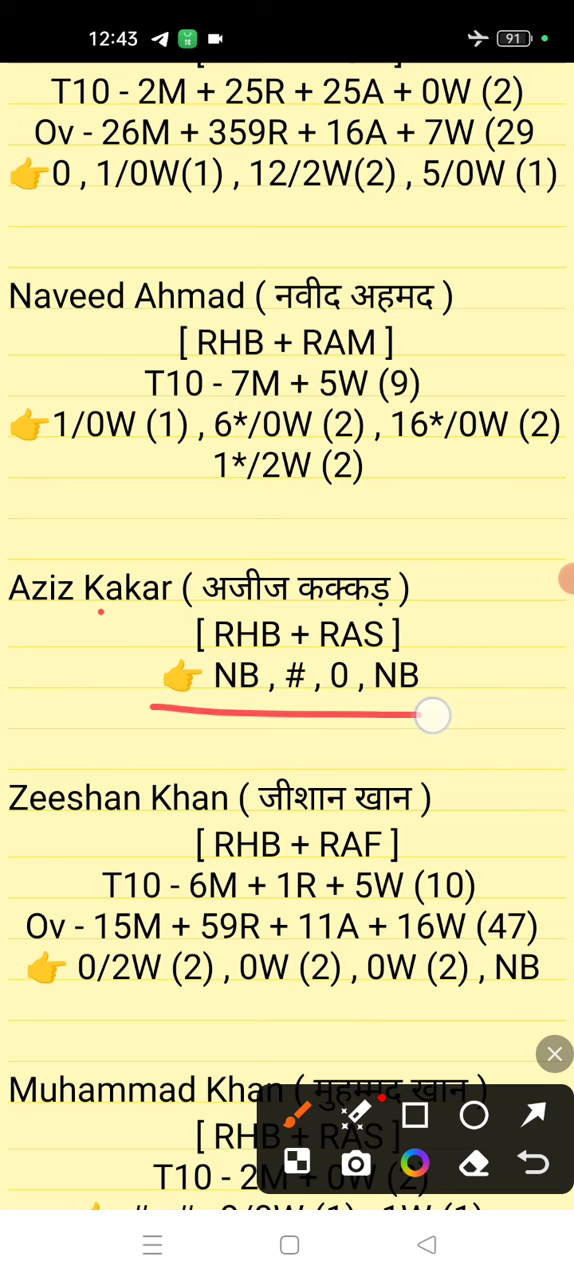 12:43
91
T10 - 2M + 25R + 25A + 0W (2)
Ov - 26M + 359R + 16A + 7W (29
👉0 , 1/0W(1) , 12/2W(2) , 5/0W (1)
Naveed Ahmad ( नवीद अहमद )
[ RHB + RAM ]
T10 - 7M + 5W (9)
👉1/0W (1) , 6*/0W (2) , 16*/0W (2)
1*/2W (2)
Aziz Kakar ( अजीज कक्कड़ )
[ RHB + RAS ]
👉 NB , # , 0 , NB
Zeeshan Khan ( जीशान खान )
[ RHB + RAF ]
T10 - 6M + 1R + 5W (10)
Ov - 15M + 59R + 11A + 16W (47)
👉 0/2W (2) , 0W (2) , 0W (2) , NB
Muhammad Khan ( मुहम्मद खान )
[ RHB + RAS ]
T10 - 2M + 0W (2)